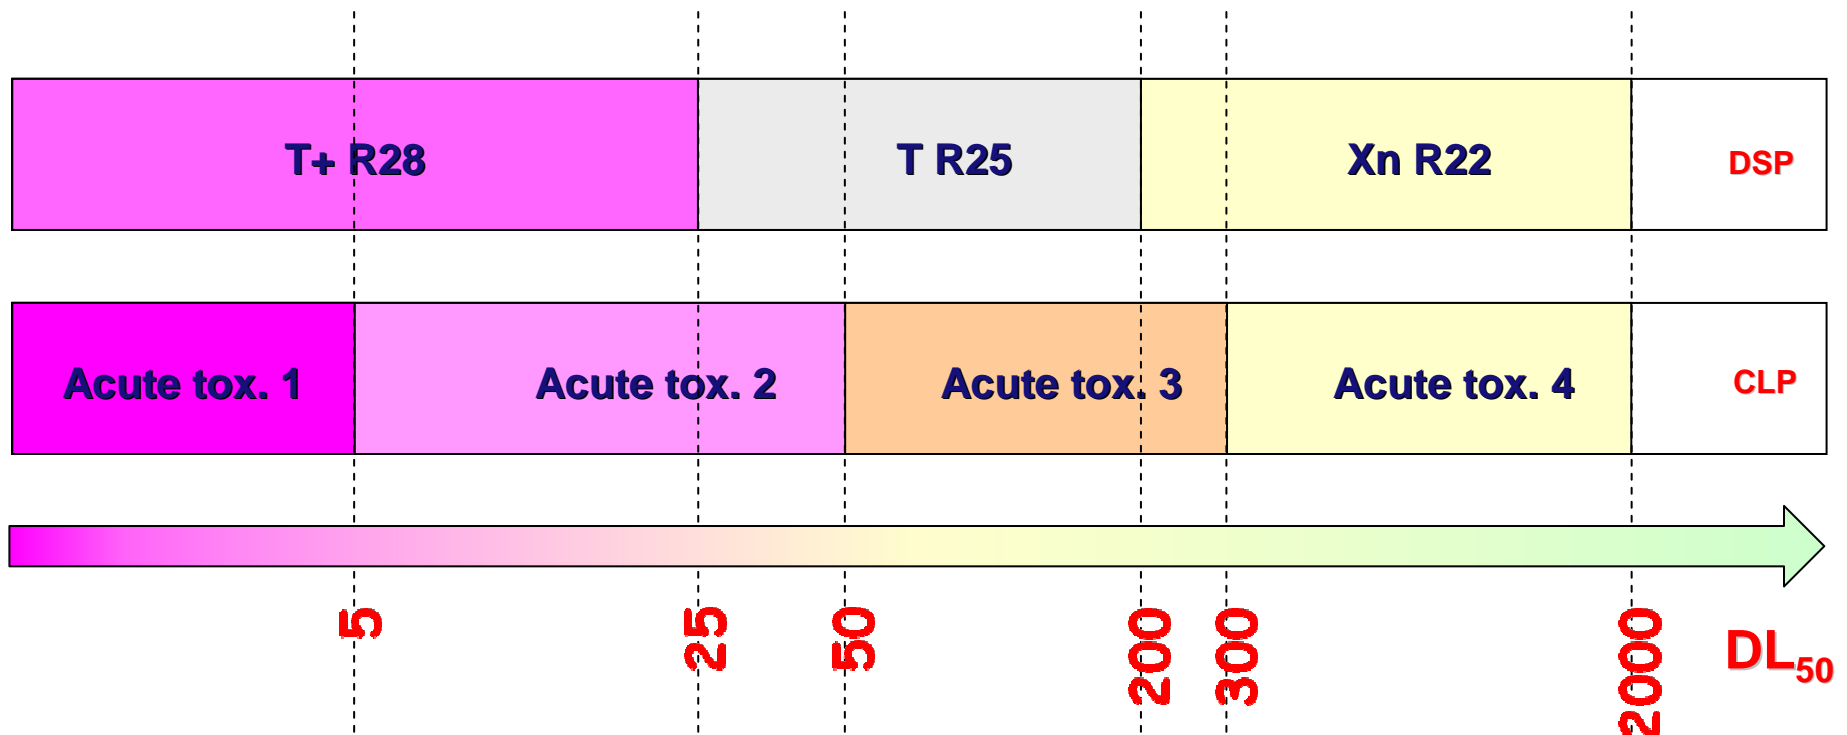 T+ R28 T R25 Xn R22 DSP
Acute tox. 1 Acute tox. 2 Acute tox. 3 Acute tox. 4 CLP
5 25 50 200 300 2000 DL50